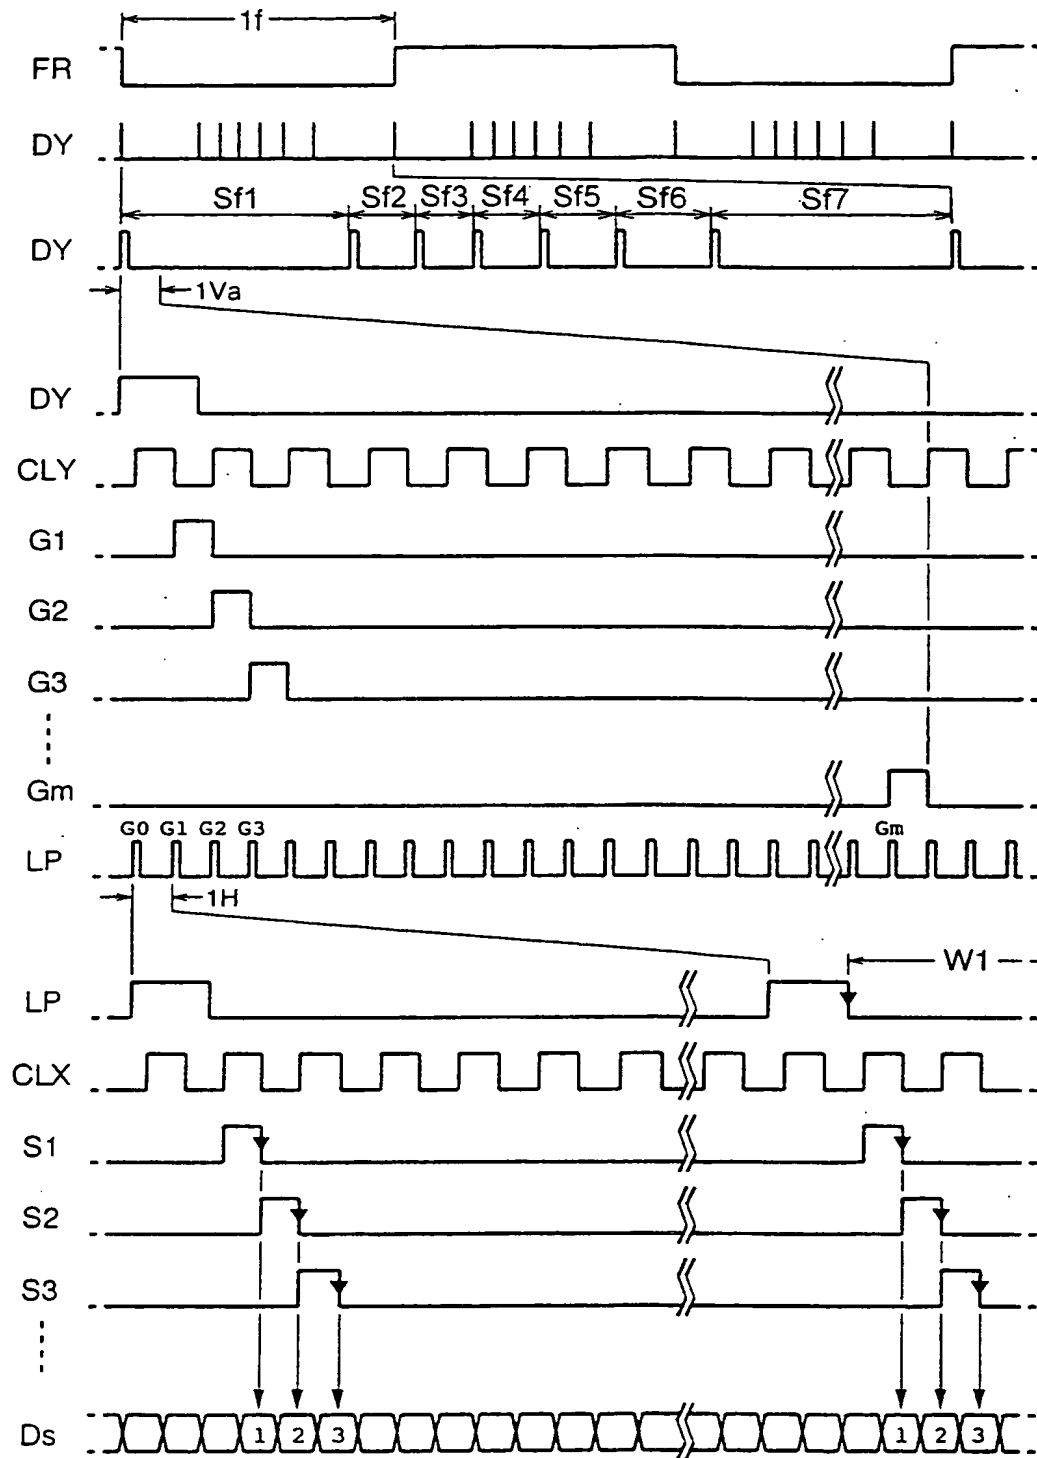 1f
FR
DY
Sf1 Sf2 Sf3 Sf4 Sf5 Sf6 Sf7
DY
1Va
DY
CLY
G1
G2
G3
Gm
G0 G1 G2 G3 Gm
LP
1H
W1
LP
CLX
S1
S2
S3
Ds 1 2 3 1 2 3